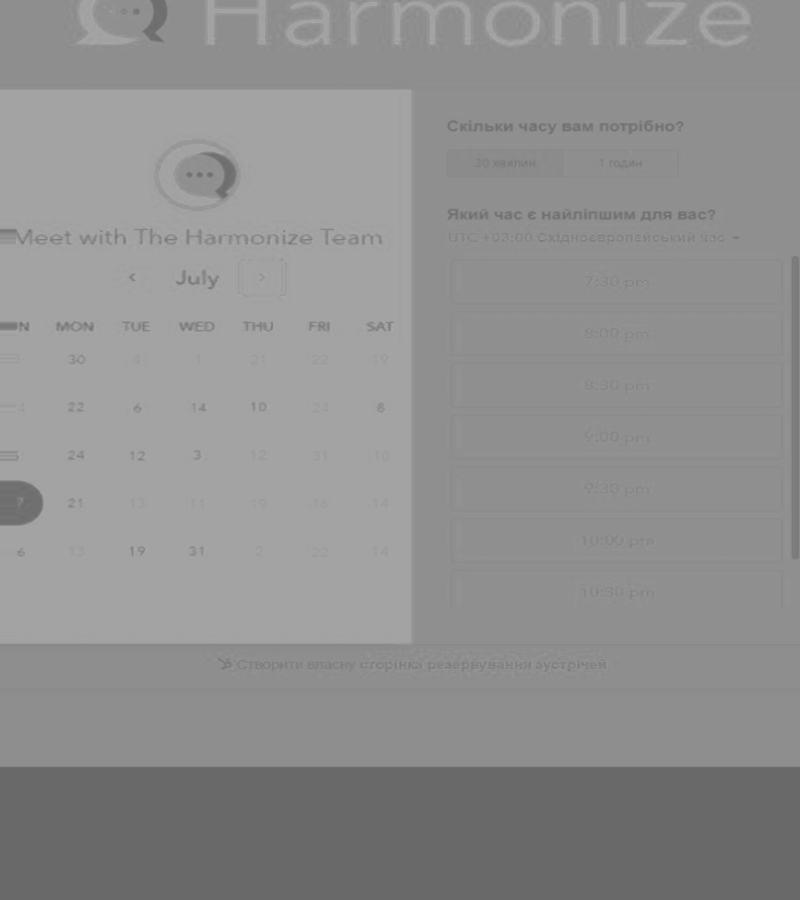 Harmonize
Meet with The Harmonize Team
July
N MON TUE WED THU FRI SAT
30 1 21 22 19
22 6 14 10 24 8
24 12 3 12 31 10
7 21 13 11 19 16 14
6 13 19 31 2 22 14
Скільки часу вам потрібно?
30 хвилин 1 годин
Який час є найліпшим для вас?
UTC +03:00 Східноєвропейський час
7:30 pm
8:00 pm
8:30 pm
9:00 pm
9:30 pm
10:00 pm
10:30 pm
Створити власну сторінка резервування зустрічей